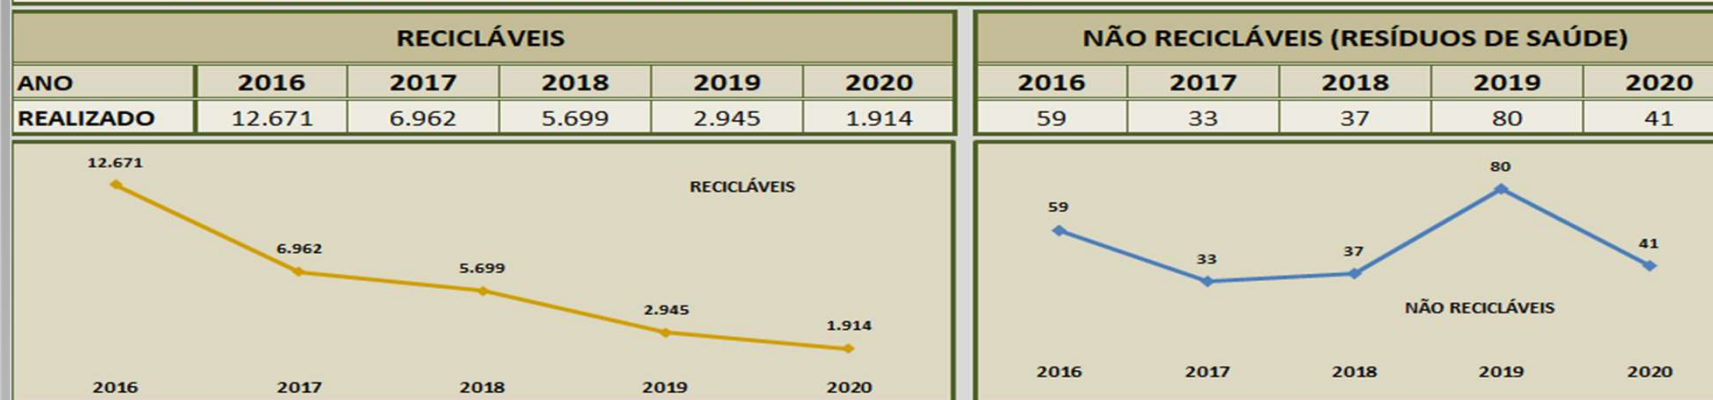 RECICLÁVEIS
ANO 2016 2017 2018 2019 2020
REALIZADO 12.671 6.962 5.699 2.945 1.914
12.671
RECICLÁVEIS
6.962
5.699
2.945
1.914
2016 2017 2018 2019 2020
NÃO RECICLÁVEIS (RESÍDUOS DE SAÚDE)
2016 2017 2018 2019 2020
59 33 37 80 41
80
59
41
37
33
NÃO RECICLÁVEIS
2016 2017 2018 2019 2020